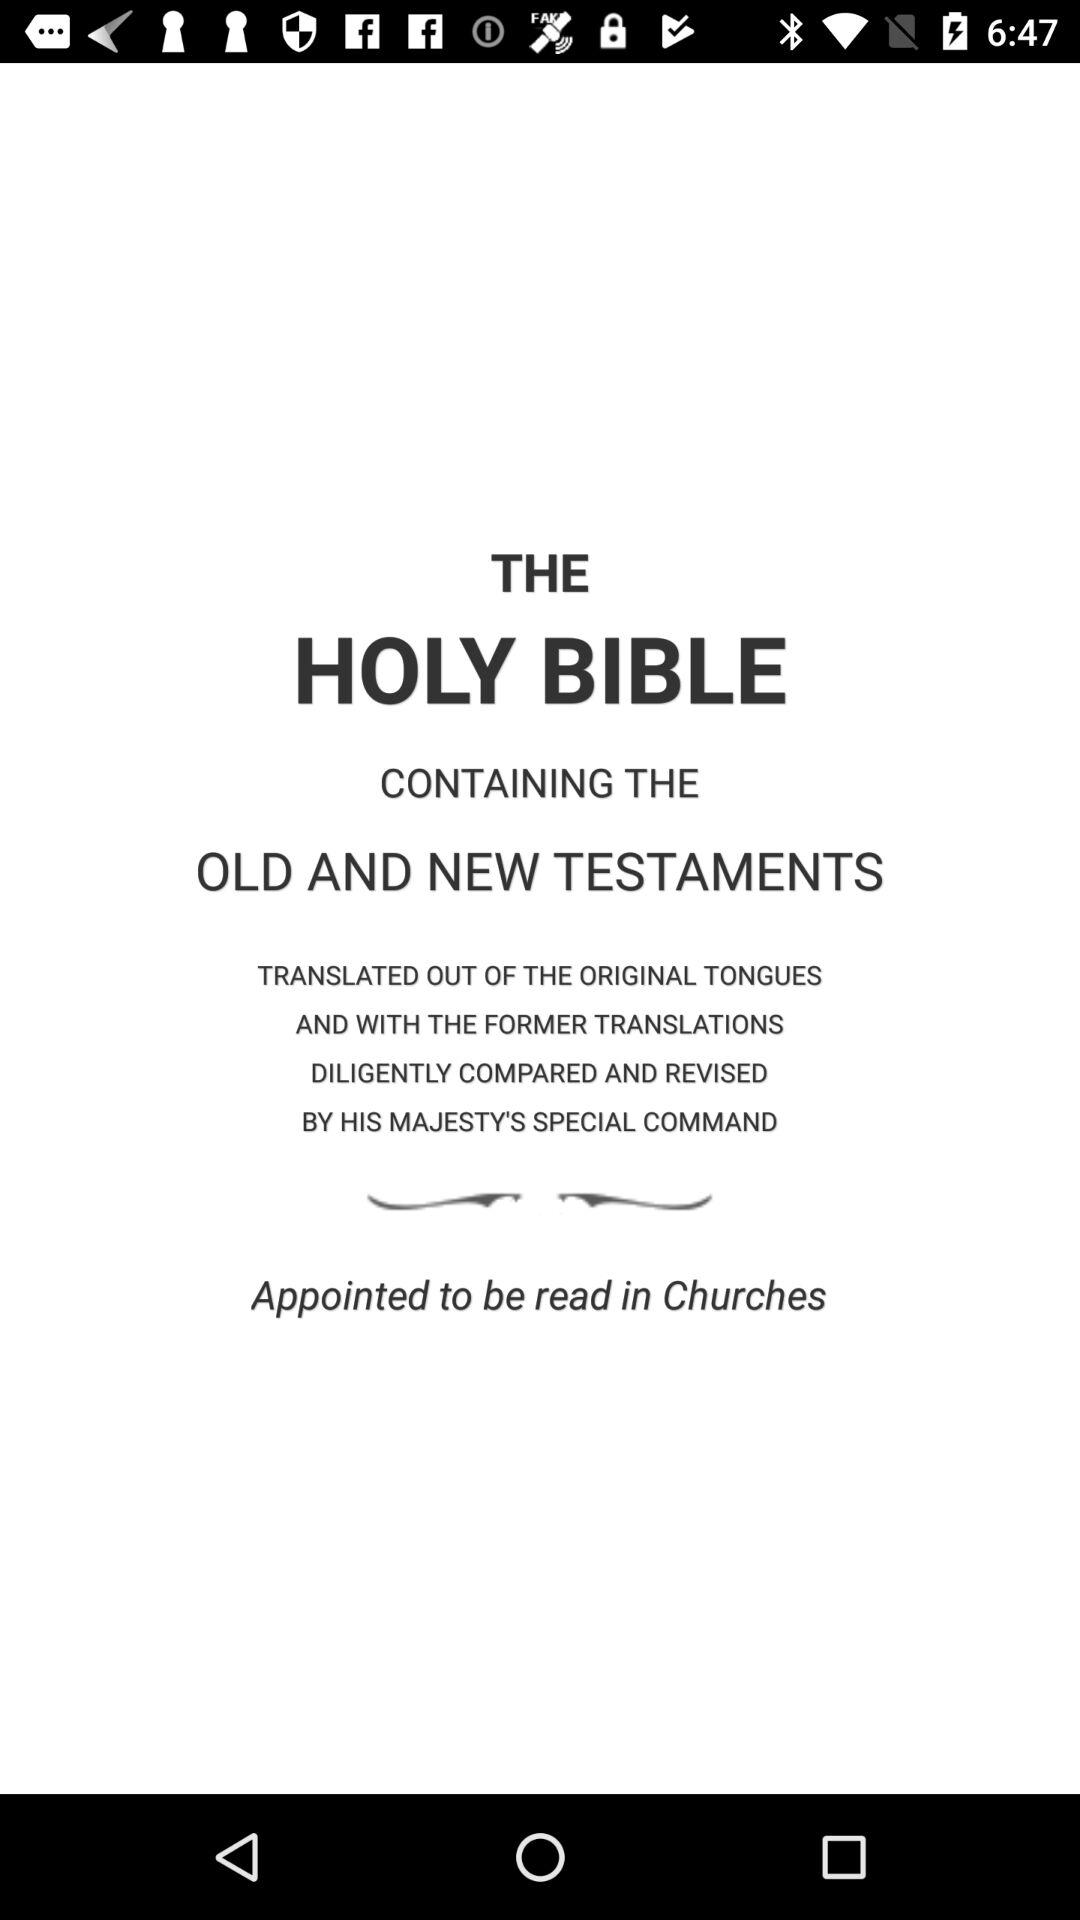 FAKE
6:47
THE
HOLY BIBLE
CONTAINING THE
OLD AND NEW TESTAMENTS
TRANSLATED OUT OF THE ORIGINAL TONGUES
AND WITH THE FORMER TRANSLATIONS
DILIGENTLY COMPARED AND REVISED
BY HIS MAJESTY'S SPECIAL COMMAND
Appointed to be read in Churches